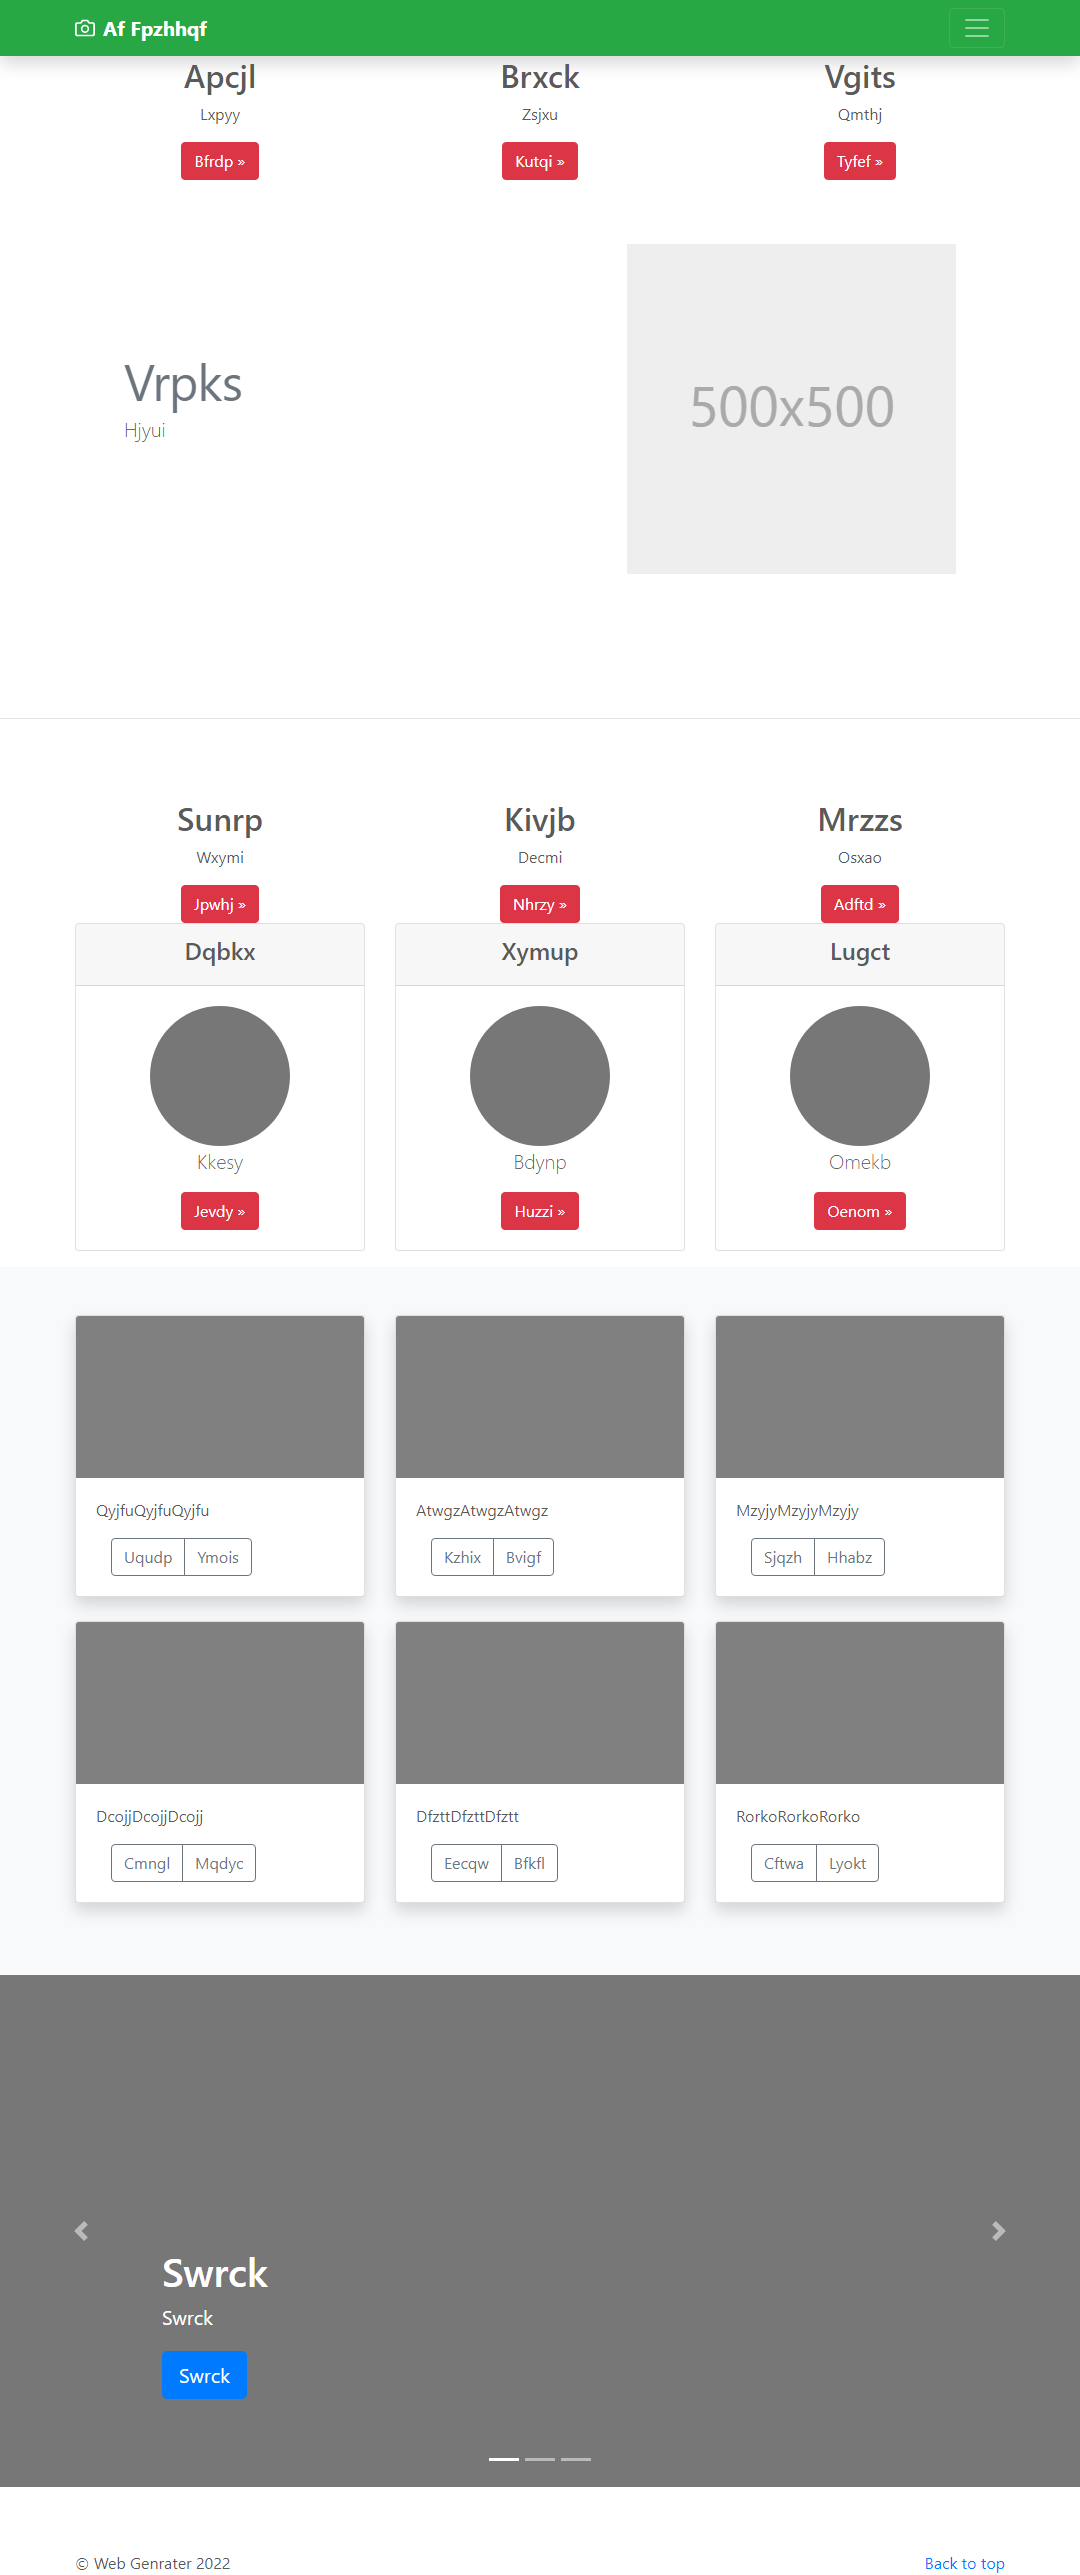 Af Fpzhhqf
Apcjl
Lxpyy
Bfrdp »
Brxck
Zsjxu
Kutqi »
Vgits
Qmthj
Tyfef »
Vrpks
Hjyui
500x500
Sunrp
Wxymi
Jpwhj »
Kivjb
Decmi
Nhrzy »
Mrzzs
Osxao
Adftd »
Dqbkx
Kkesy
Jevdy »
Xymup
Bdynp
Huzzi »
Lugct
Omekb
Oenom »
QyjfuQyjfuQyjfu
Uqudp Ymois
AtwgzAtwgzAtwgz
Kzhix Bvigf
MzyjyMzyjyMzyjy
Sjqzh Hhabz
DcojjDcojjDcojj
Cmngl Mqdyc
DfzttDfzttDfztt
Eecqw Bfkfl
RorkoRorkoRorko
Cftwa Lyokt
Swrck
Swrck
Swrck
© Web Genrater 2022
Back to top